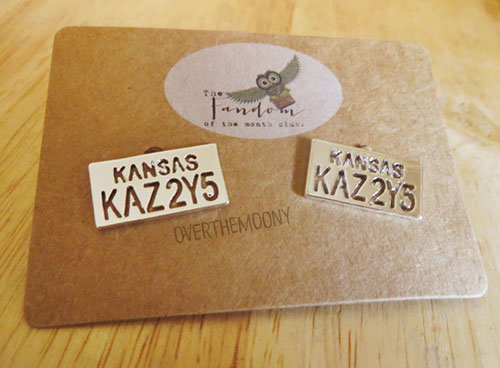 The
Fandom
of the month club.
KANSAS
KAZ2Y5
KANSAS
KAZ2Y5
OVERTHEMOONY